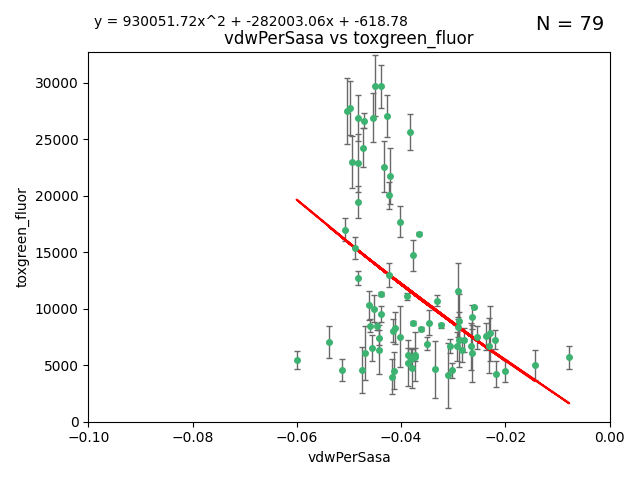 y = 930051.72x^2 + -282003.06x + -618.78
N = 79
vdwPerSasa vs toxgreen_fluor
30000
25000
20000
15000
10000
5000
0
toxgreen_fluor
−0.10
−0.08
−0.06
−0.04
−0.02
0.00
vdwPerSasa